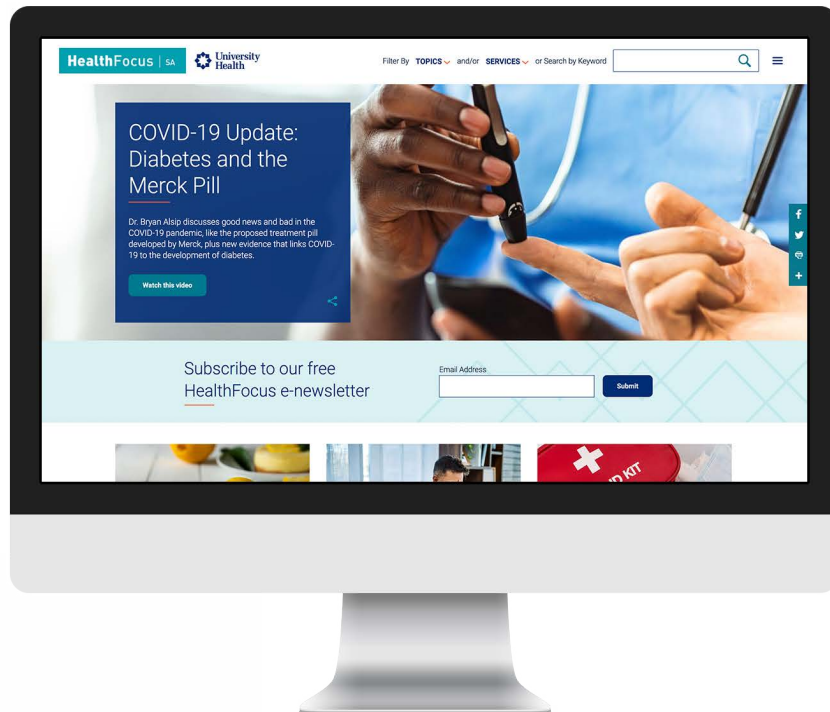 HealthFocus | SA
University
Health
Filter By TOPICS and/or SERVICES or Search by Keyword
COVID-19 Update:
Diabetes and the
Merck Pill
Dr. Bryan Alsip discusses good news and bad in the
COVID-19 pandemic, like the proposed treatment pill
developed by Merck, plus new evidence that links COVID-
19 to the development of diabetes.
Watch this video
Subscribe to our free
HealthFocus e-newsletter
Email Address
Submit
KIT